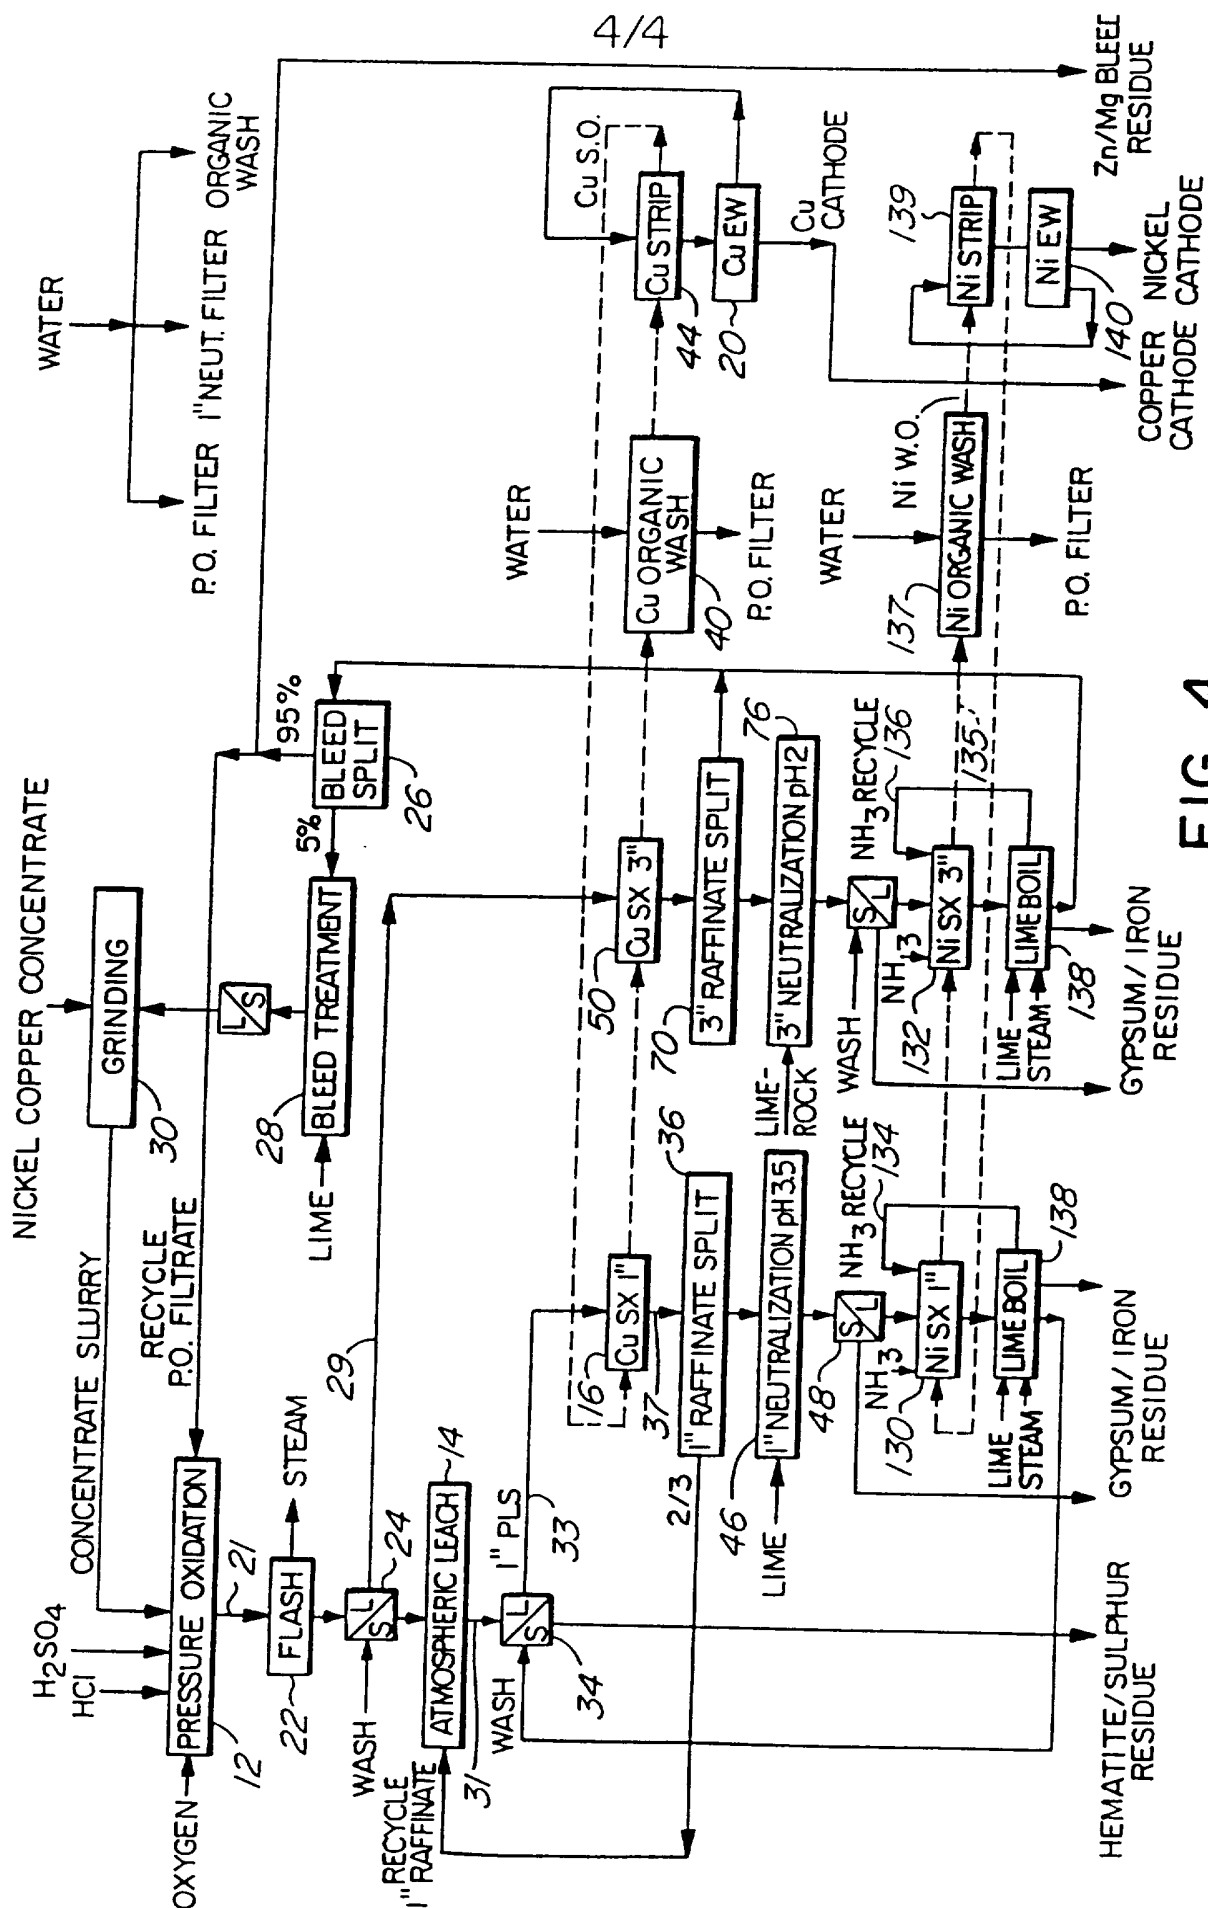 4/4
NICKEL COPPER CONCENTRATE
GRINDING
30
CONCENTRATE SLURRY
H2SO4
HCl
OXYGEN
PRESSURE OXIDATION
12
21
RECYCLE
P.O. FILTRATE
FLASH
22
STEAM
WASH
S/L
24
29
RECYCLE
1" RAFFINATE
ATMOSPHERIC LEACH
14
31
WASH
S/L
34
1" PLS
33
L/S
BLEED TREATMENT
28
LIME
BLEED
SPLIT
26
5%
95%
WATER
P.O. FILTER
1" NEUT. FILTER
ORGANIC
WASH
Cu SX 1"
16
37
1" RAFFINATE SPLIT
36
2/3
1" NEUTRALIZATION pH 3.5
46
LIME
S/L
48
NH3 RECYCLE
134
NH3
Ni SX 1"
130
LIME
STEAM
LIME BOIL
138
Cu SX 3"
50
3" RAFFINATE SPLIT
70
3" NEUTRALIZATION pH2
76
LIME-
ROCK
WASH
S/L
NH3 RECYCLE
136
NH3
Ni SX 3"
132
135
LIME
STEAM
LIME BOIL
138
WATER
Cu ORGANIC
WASH
40
P.O. FILTER
WATER
Ni ORGANIC WASH
137
Ni W.O.
P.O. FILTER
Cu S.O.
Cu STRIP
44
Cu EW
20
Cu
CATHODE
Ni STRIP
139
Ni EW
140
HEMATITE/SULPHUR
RESIDUE
GYPSUM/IRON
RESIDUE
GYPSUM/IRON
RESIDUE
COPPER
CATHODE
NICKEL
CATHODE
Zn/Mg BLEED
RESIDUE
FIG. 4